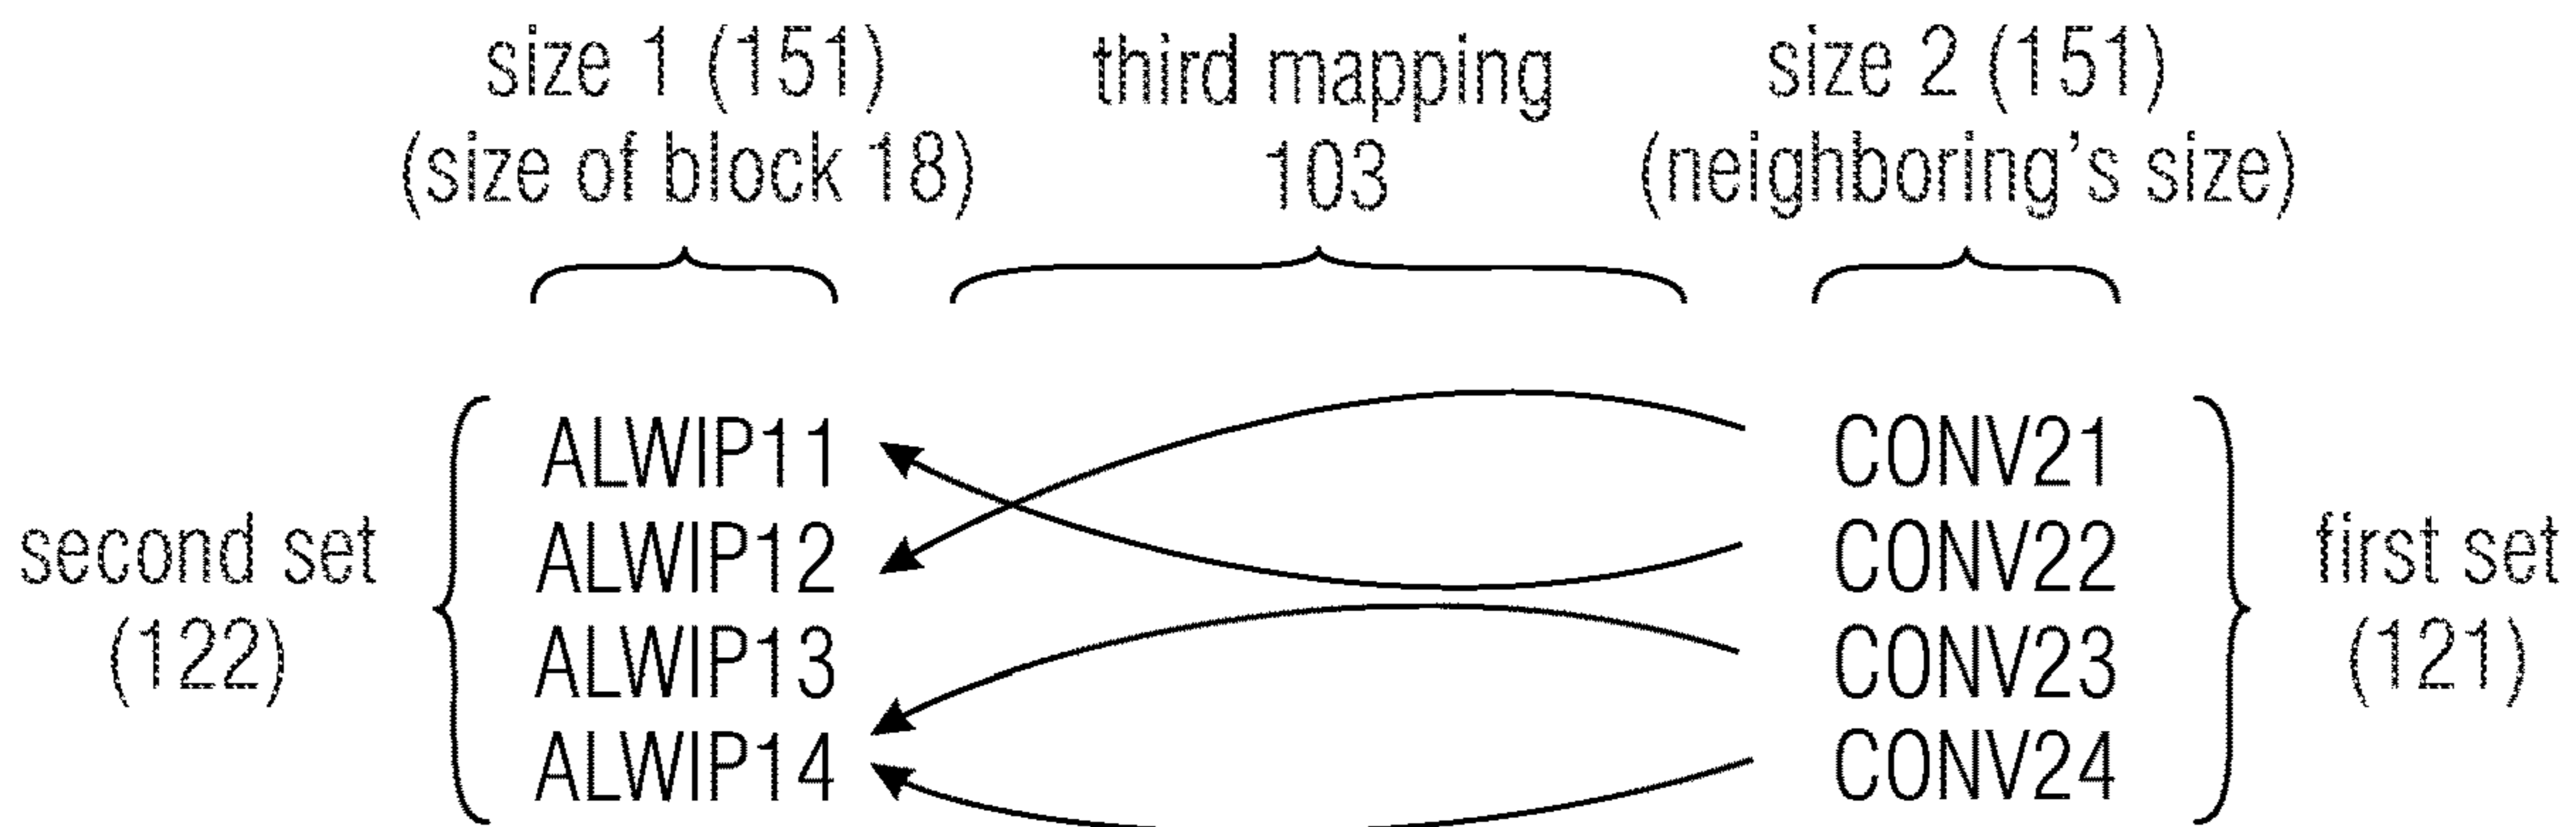 size 1 (151)
(size of block 18)
third mapping
103
size 2 (151)
(neighboring's size)
second set
(122)
ALWIP11
ALWIP12
ALWIP13
ALWIP14
CONV21
CONV22
CONV23
CONV24
first set
(121)